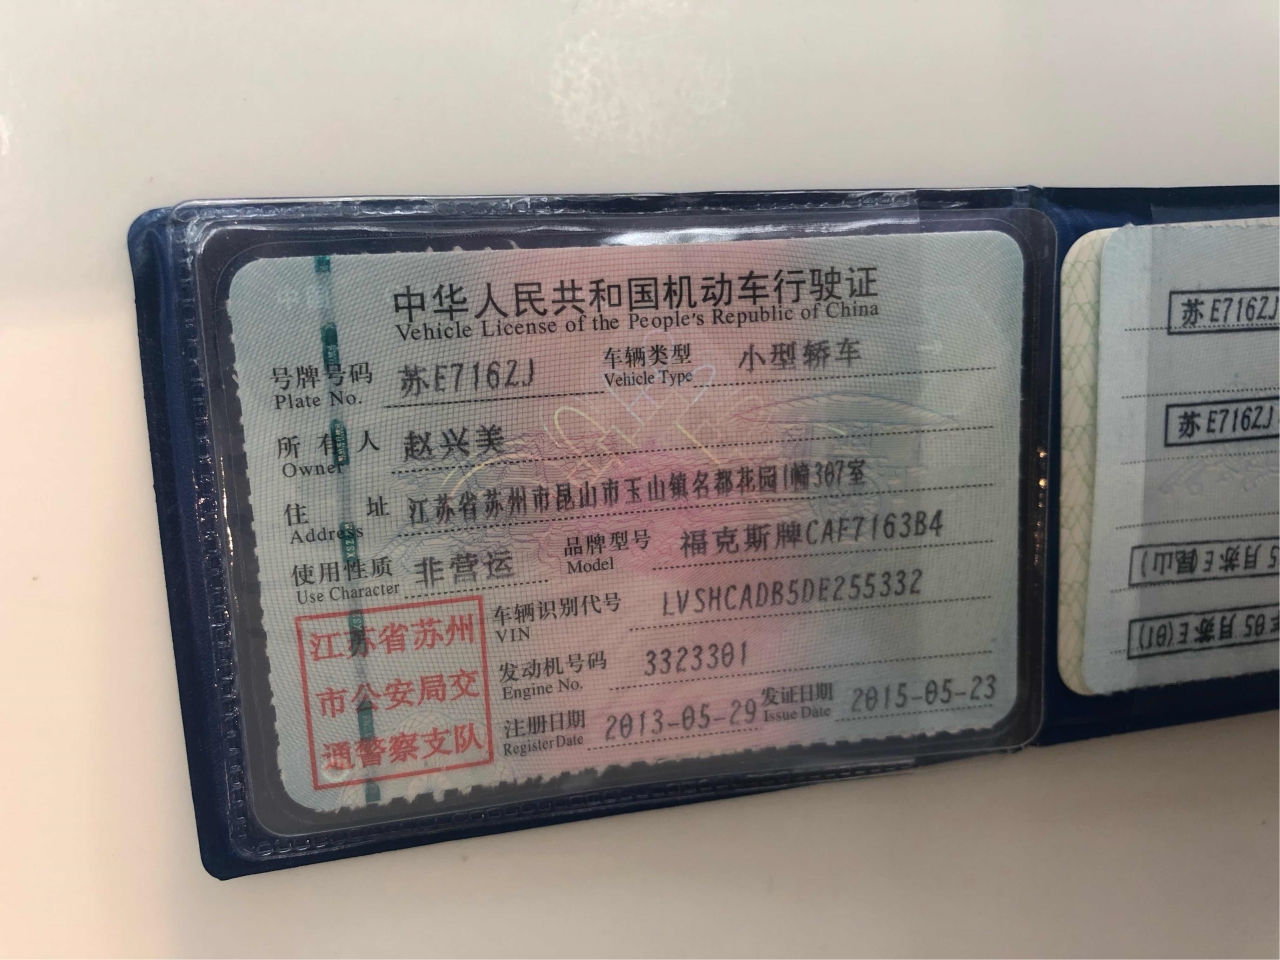 中华人民共和国机动车行驶证
Vehicle License of the People's Republic of China
号牌号码 苏E716ZJ 车辆类型 小型轿车
Plate No. Vehicle Type
所有人 赵兴美
Owner
住址 江苏省苏州市昆山市玉山镇名都花园1幢307室
Address
使用性质 非营运 品牌型号 福克斯牌CAF7163B4
Use Character Model
车辆识别代号 LVSHCADB5DE255332
VIN
发动机号码 3323301
Engine No.
注册日期 2013-05-29 发证日期 2015-05-23
Register Date Issue Date
江苏省苏州
市公安局交
通警察支队
苏E716ZJ
苏E716ZJ